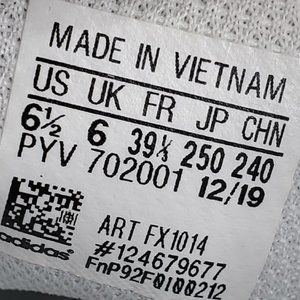 MADE IN VIETNAM
US UK FR JP CHN
6½ 6 39⅓ 250 240
PYV 702001 12/19
ART FX1014
#124679677
FnP92F0I00212
adidas